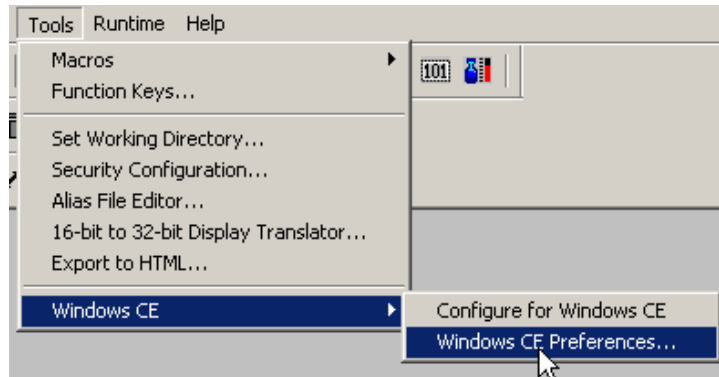 Tools Runtime Help
Macros
101
Function Keys...
Set Working Directory...
Security Configuration...
Alias File Editor...
16-bit to 32-bit Display Translator...
Export to HTML...
Windows CE
Configure for Windows CE
Windows CE Preferences...